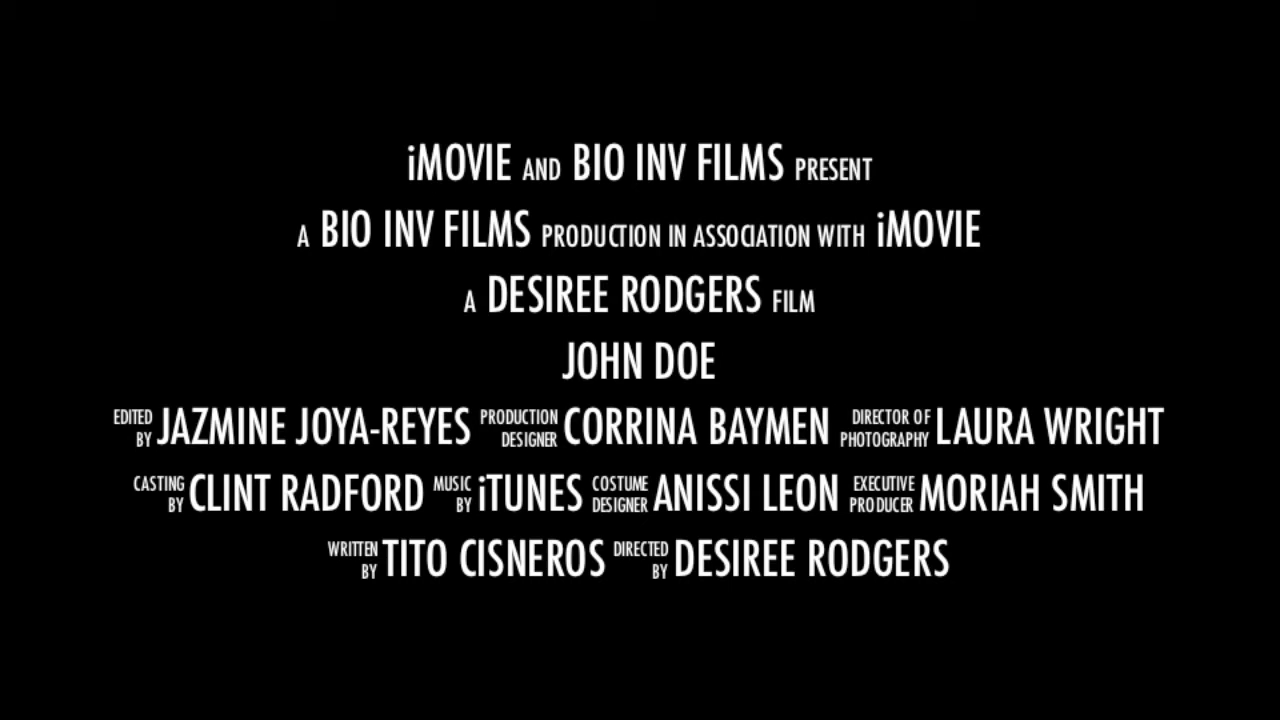 iMOVIE AND BIO INV FILMS PRESENT
A BIO INV FILMS PRODUCTION IN ASSOCIATION WITH iMOVIE
A DESIREE RODGERS FILM
JOHN DOE
EDITED BY JAZMINE JOYA-REYES PRODUCTION DESIGNER CORRINA BAYMEN DIRECTOR OF PHOTOGRAPHY LAURA WRIGHT
CASTING BY CLINT RADFORD MUSIC BY iTUNES COSTUME DESIGNER ANISSI LEON EXECUTIVE PRODUCER MORIAH SMITH
WRITTEN BY TITO CISNEROS DIRECTED BY DESIREE RODGERS